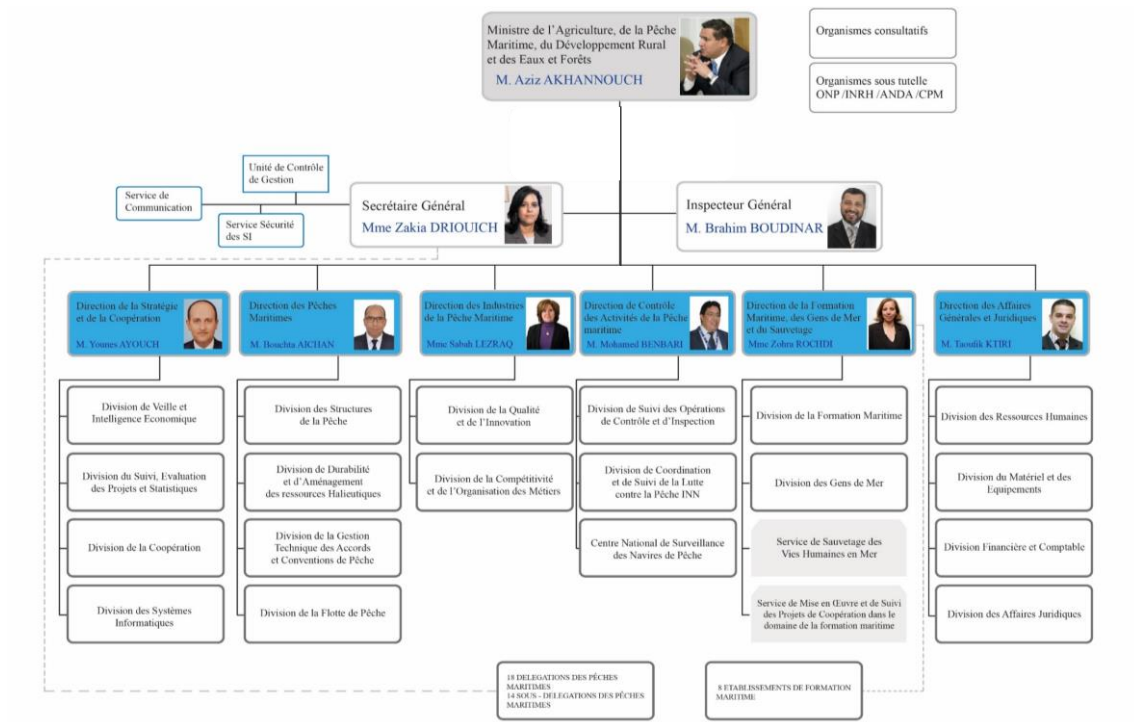 Ministre de l'Agriculture, de la Pêche
Maritime, du Développement Rural
et des Eaux et Forêts
M. Aziz AKHANNOUCH
Organismes consultatifs
Organismes sous tutelle
ONP /INRH /ANDA /CPM
Unité de Contrôle
de Gestion
Service de
Communication
Service Sécurité
des SI
Secrétaire Général
Mme Zakia DRIOUICH
Inspecteur Général
M. Brahim BOUDINAR
Direction de la Stratégie
et de la Coopération
M. Younes AYOUCH
Direction des Pêches
Maritimes
M. Bouchta AICHAN
Direction des Industries
de la Pêche Maritime
Mme Sabah LEZRAQ
Direction de Contrôle
des Activités de la Pêche
maritime
M. Mohamed BENBARI
Direction de la Formation
Maritime, des Gens de Mer
et du Sauvetage
Mme Zohra ROCHDI
Direction des Affaires
Générales et Juridiques
M. Taoufik KTIRI
Division de Veille et
Intelligence Economique
Division du Suivi, Evaluation
des Projets et Statistiques
Division de la Coopération
Division des Systèmes
Informatiques
Division des Structures
de la Pêche
Division de Durabilité
et d'Aménagement
des ressources Halieutiques
Division de la Gestion
Technique des Accords
et Conventions de Pêche
Division de la Flotte de Pêche
Division de la Qualité
et de l'Innovation
Division de la Compétitivité
et de l'Organisation des Métiers
Division de Suivi des Opérations
de Contrôle et d'Inspection
Division de Coordination
et de Suivi de la Lutte
contre la Pêche INN
Centre National de Surveillance
des Navires de Pêche
Division de la Formation Maritime
Division des Gens de Mer
Service de Sauvetage des
Vies Humaines en Mer
Service de Mise en Œuvre et de Suivi
des Projets de Coopération dans le
domaine de la formation maritime
Division des Ressources Humaines
Division du Matériel et des
Equipements
Division Financière et Comptable
Division des Affaires Juridiques
18 DELEGATIONS DES PÊCHES
MARITIMES
14 SOUS - DELEGATIONS DES PÊCHES
MARITIMES
8 ETABLISSEMENTS DE FORMATION
MARITIME